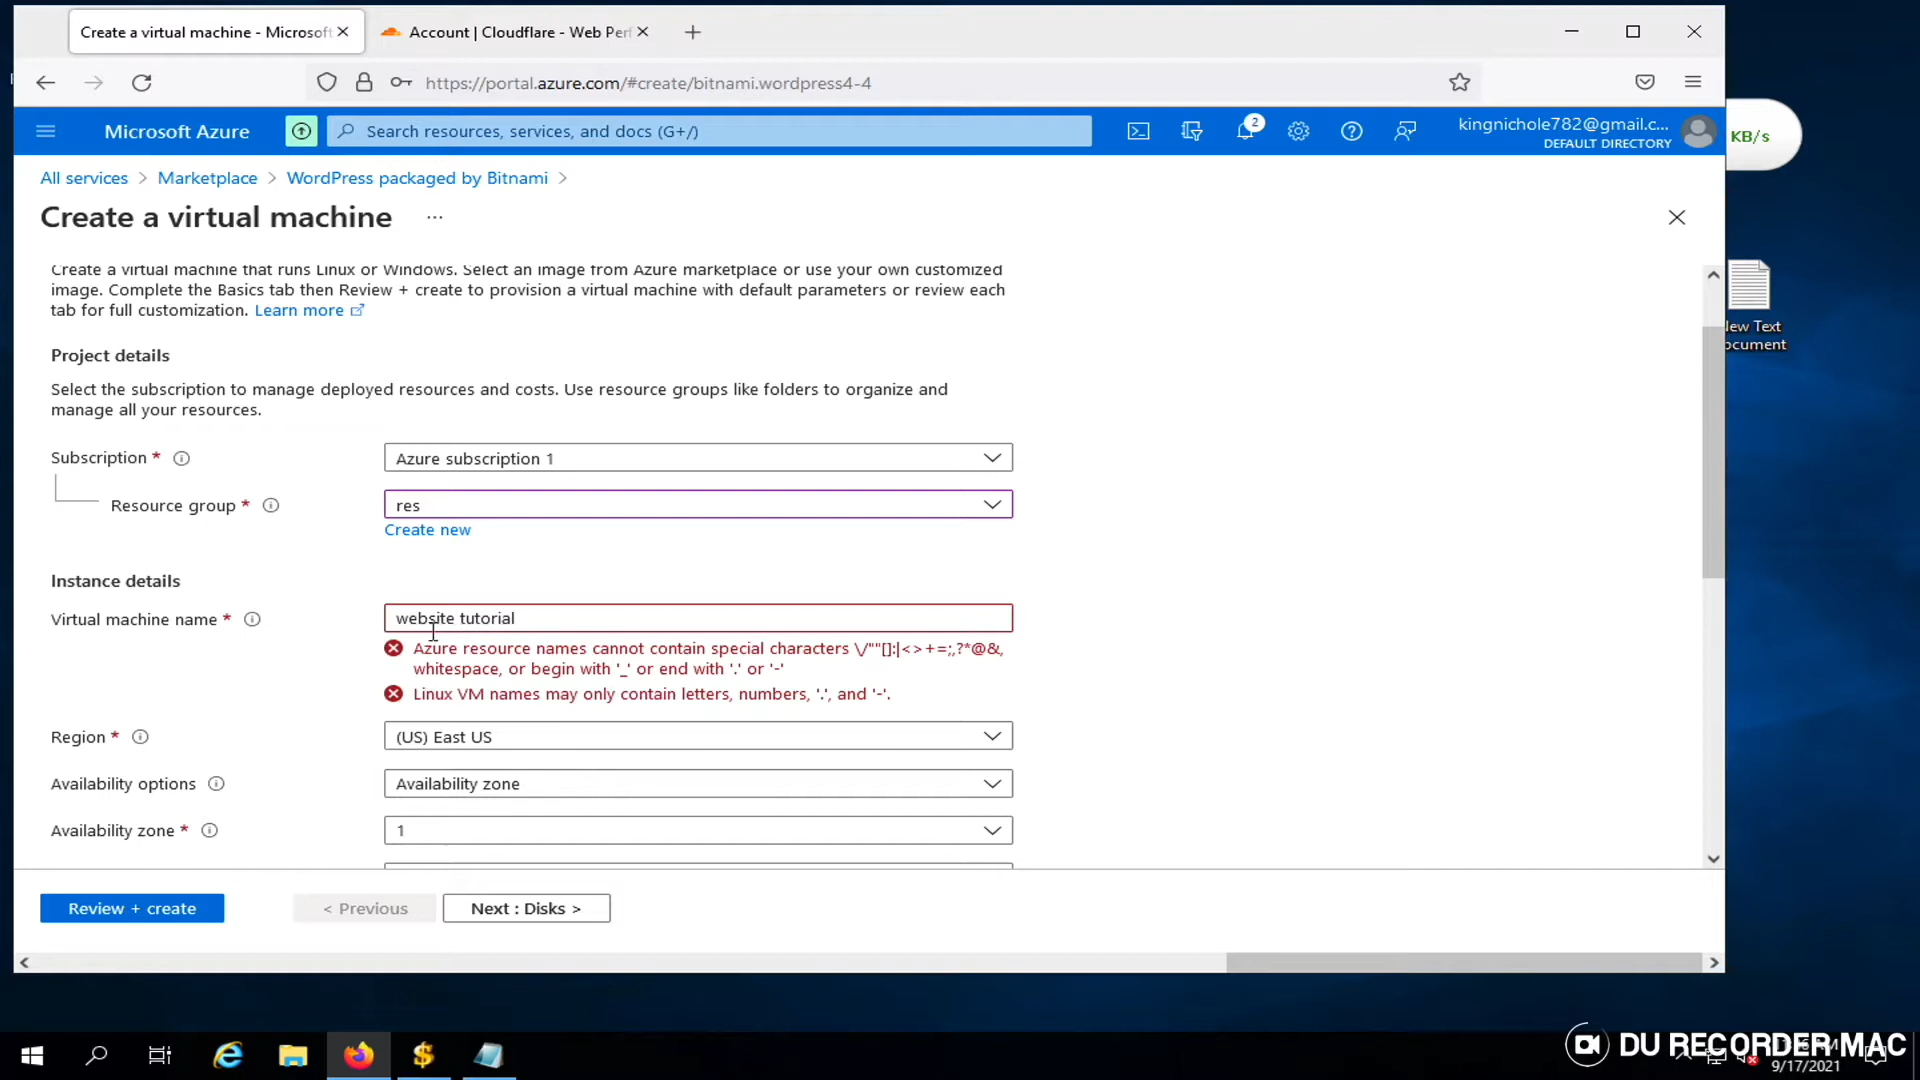 Create a virtual machine - Microsoft
Account | Cloudflare - Web Perf
https://portal.azure.com/#create/bitnami.wordpress4-4
Microsoft Azure
Search resources, services, and docs (G+/)
2
kingnichole782@gmail.c...
DEFAULT DIRECTORY
KB/s
All services > Marketplace > WordPress packaged by Bitnami >
Create a virtual machine ...
Create a virtual machine that runs Linux or Windows. Select an image from Azure marketplace or use your own customized
image. Complete the Basics tab then Review + create to provision a virtual machine with default parameters or review each
tab for full customization. Learn more
New Text
Document
Project details
Select the subscription to manage deployed resources and costs. Use resource groups like folders to organize and
manage all your resources.
Subscription *
Azure subscription 1
Resource group *
res
Create new
Instance details
Virtual machine name *
website tutorial
Azure resource names cannot contain special characters \/""[]:|<>+=;,?*@&,
whitespace, or begin with '_' or end with '.' or '-'
Linux VM names may only contain letters, numbers, '.', and '-'.
Region *
(US) East US
Availability options
Availability zone
Availability zone *
1
Review + create
< Previous
Next : Disks >
DU RECORDER MAC
9/17/2021